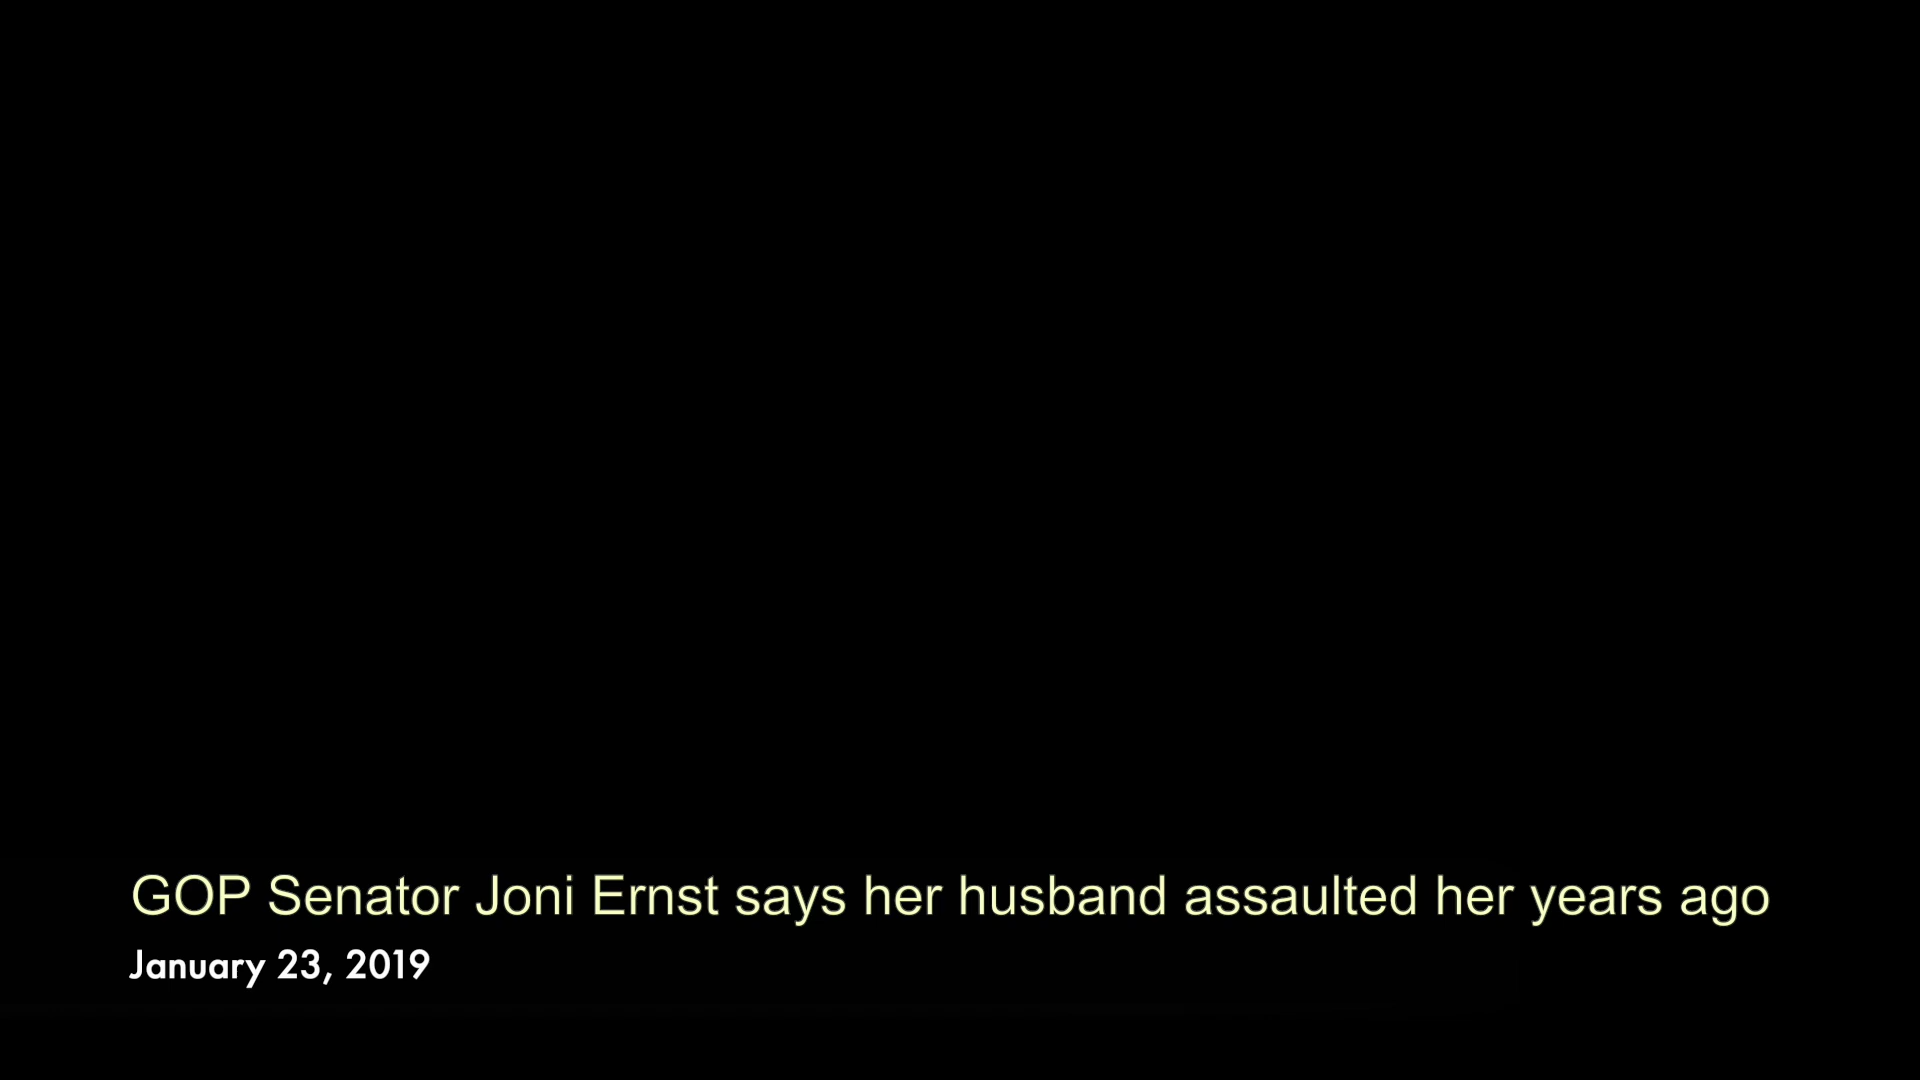 GOP Senator Joni Ernst says her husband assaulted her years ago
January 23, 2019